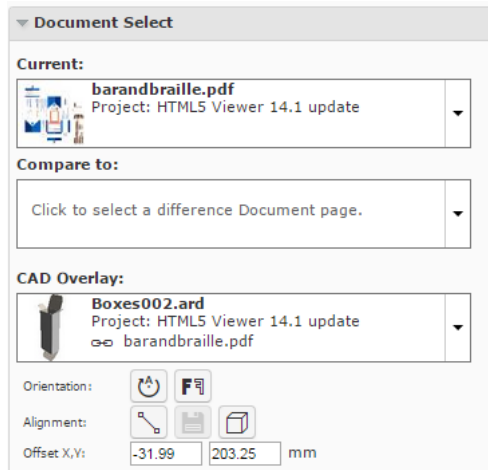 Document Select
Current:
barandbraille.pdf
Project: HTML5 Viewer 14.1 update
Compare to:
Click to select a difference Document page.
CAD Overlay:
Boxes002.ard
Project: HTML5 Viewer 14.1 update
barandbraille.pdf
Orientation:
Alignment:
Offset X,Y: -31.99 203.25 mm